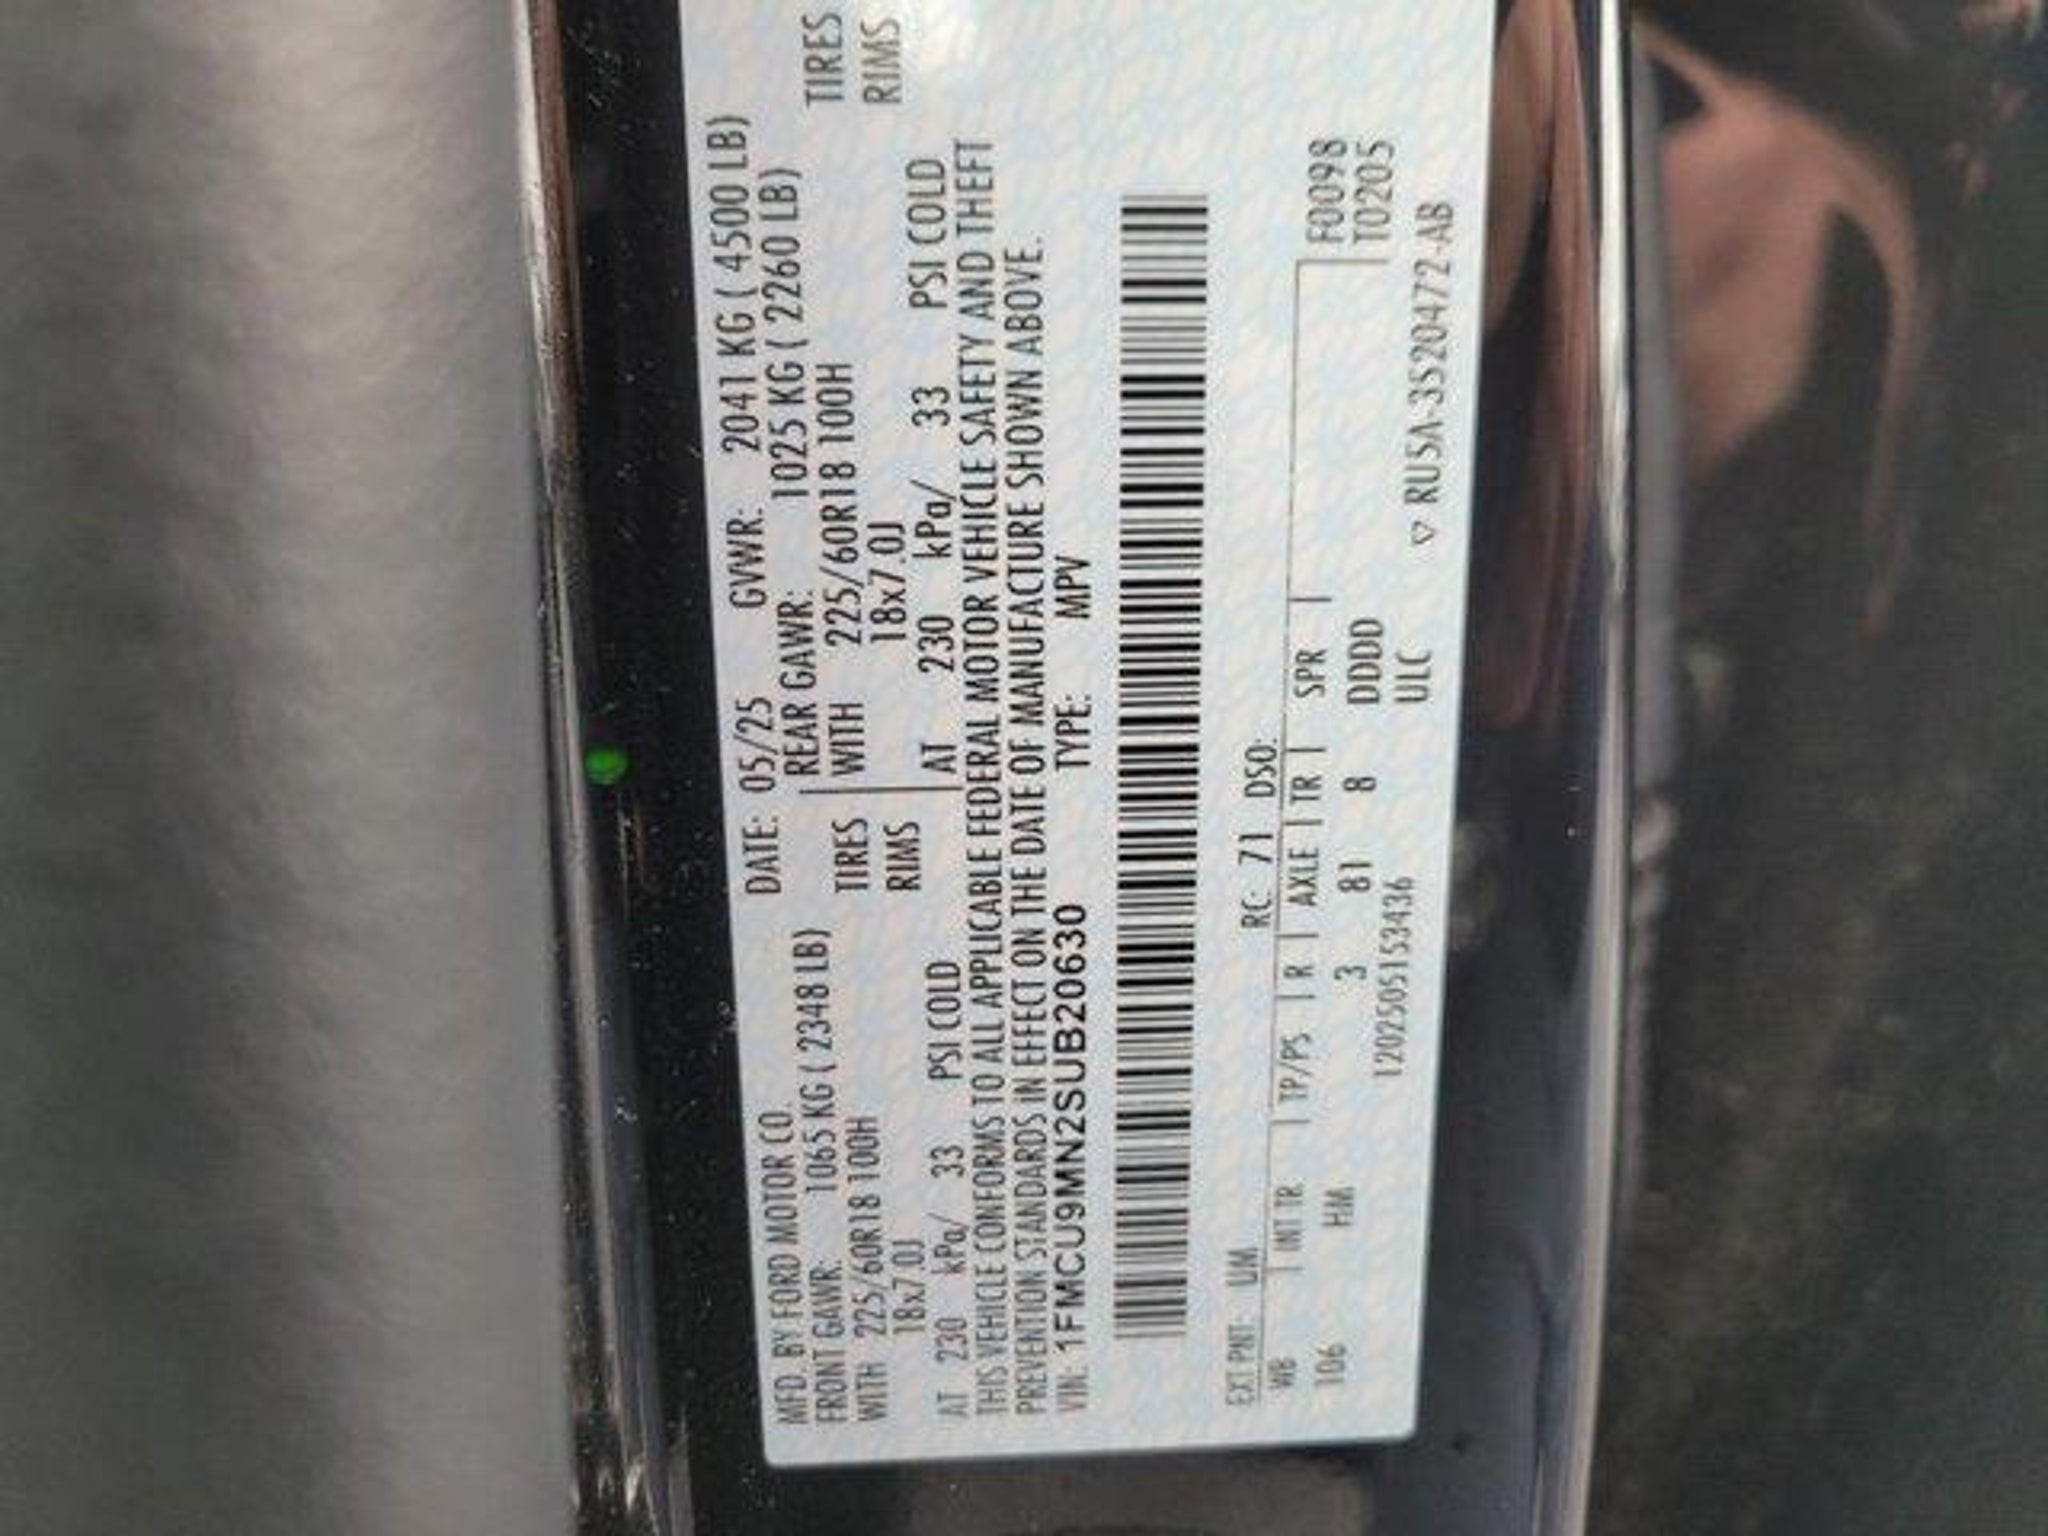 MFD. BY FORD MOTOR CO. DATE: 05/25 GVWR: 2041 KG ( 4500 LB)
FRONT GAWR: 1065 KG ( 2348 LB) REAR GAWR: 1025 KG ( 2260 LB)
WITH 225/60R18 100H TIRES WITH 225/60R18 100H TIRES
18x7.0J RIMS 18x7.0J RIMS
AT 230 kPa/ 33 PSI COLD AT 230 kPa/ 33 PSI COLD
THIS VEHICLE CONFORMS TO ALL APPLICABLE FEDERAL MOTOR VEHICLE SAFETY AND THEFT
PREVENTION STANDARDS IN EFFECT ON THE DATE OF MANUFACTURE SHOWN ABOVE.
VIN: 1FMCU9MN2SUB20630 TYPE: MPV
EXT PNT: UM RC: 71 DSO:
WB INT TR TP/PS R AXLE TR SPR F0098
106 HM 3 81 8 DDDD T0205
120250515343​6 ULC ▽ RUSA-3520472-AB